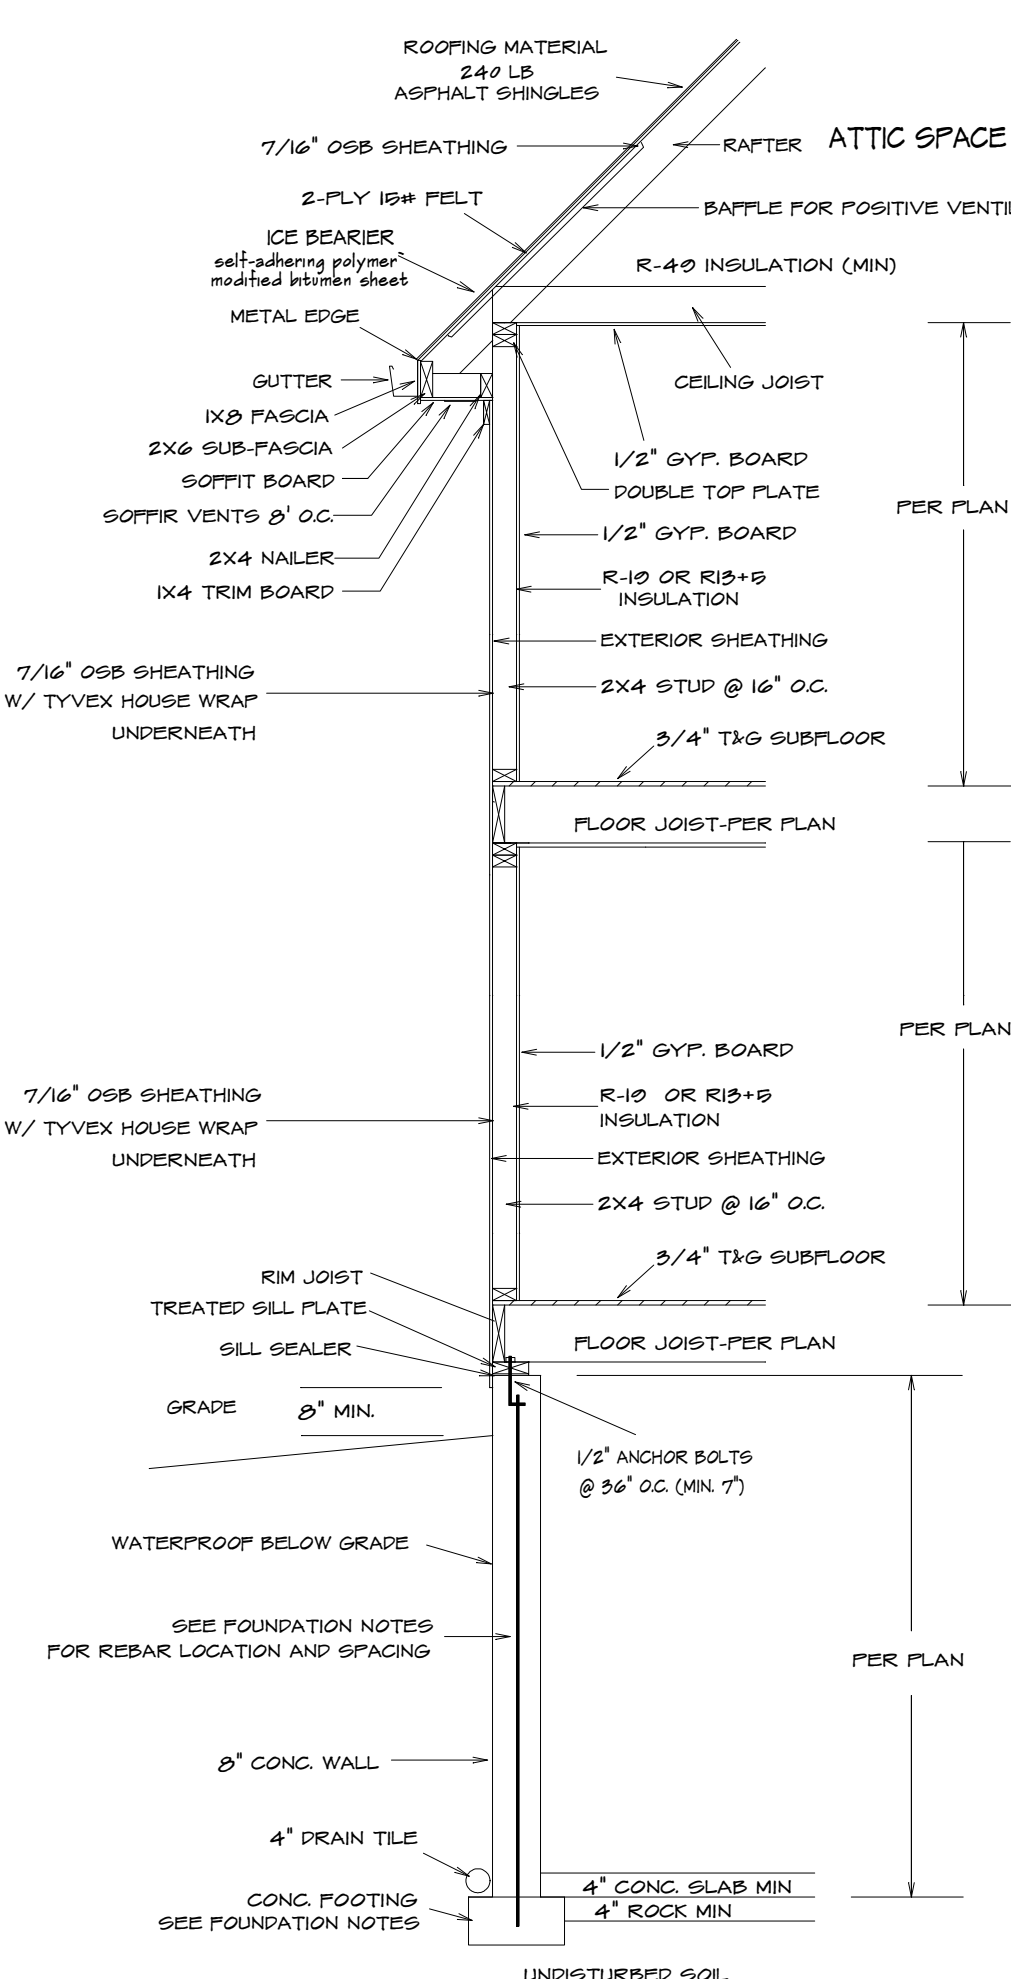 ROOFING MATERIAL
240 LB
ASPHALT SHINGLES
7/16" OSB SHEATHING
RAFTER
ATTIC SPACE
2-PLY 15# FELT
BAFFLE FOR POSITIVE VENTIL
ICE BEARIER
self-adhering polymer
modified bitumen sheet
R-49 INSULATION (MIN)
METAL EDGE
GUTTER
CEILING JOIST
1X8 FASCIA
2X6 SUB-FASCIA
1/2" GYP. BOARD
SOFFIT BOARD
DOUBLE TOP PLATE
SOFFIR VENTS 8' O.C.
PER PLAN
1/2" GYP. BOARD
2X4 NAILER
R-19 OR R13+5
INSULATION
1X4 TRIM BOARD
EXTERIOR SHEATHING
7/16" OSB SHEATHING
W/ TYVEX HOUSE WRAP
UNDERNEATH
2X4 STUD @ 16" O.C.
3/4" T&G SUBFLOOR
FLOOR JOIST-PER PLAN
PER PLAN
1/2" GYP. BOARD
7/16" OSB SHEATHING
W/ TYVEX HOUSE WRAP
UNDERNEATH
R-19 OR R13+5
INSULATION
EXTERIOR SHEATHING
2X4 STUD @ 16" O.C.
3/4" T&G SUBFLOOR
RIM JOIST
TREATED SILL PLATE
SILL SEALER
FLOOR JOIST-PER PLAN
GRADE
8" MIN.
1/2" ANCHOR BOLTS
@ 36" O.C. (MIN. 7")
WATERPROOF BELOW GRADE
SEE FOUNDATION NOTES
FOR REBAR LOCATION AND SPACING
PER PLAN
8" CONC. WALL
4" DRAIN TILE
4" CONC. SLAB MIN
CONC. FOOTING
SEE FOUNDATION NOTES
4" ROCK MIN
UNDISTURBED SOIL